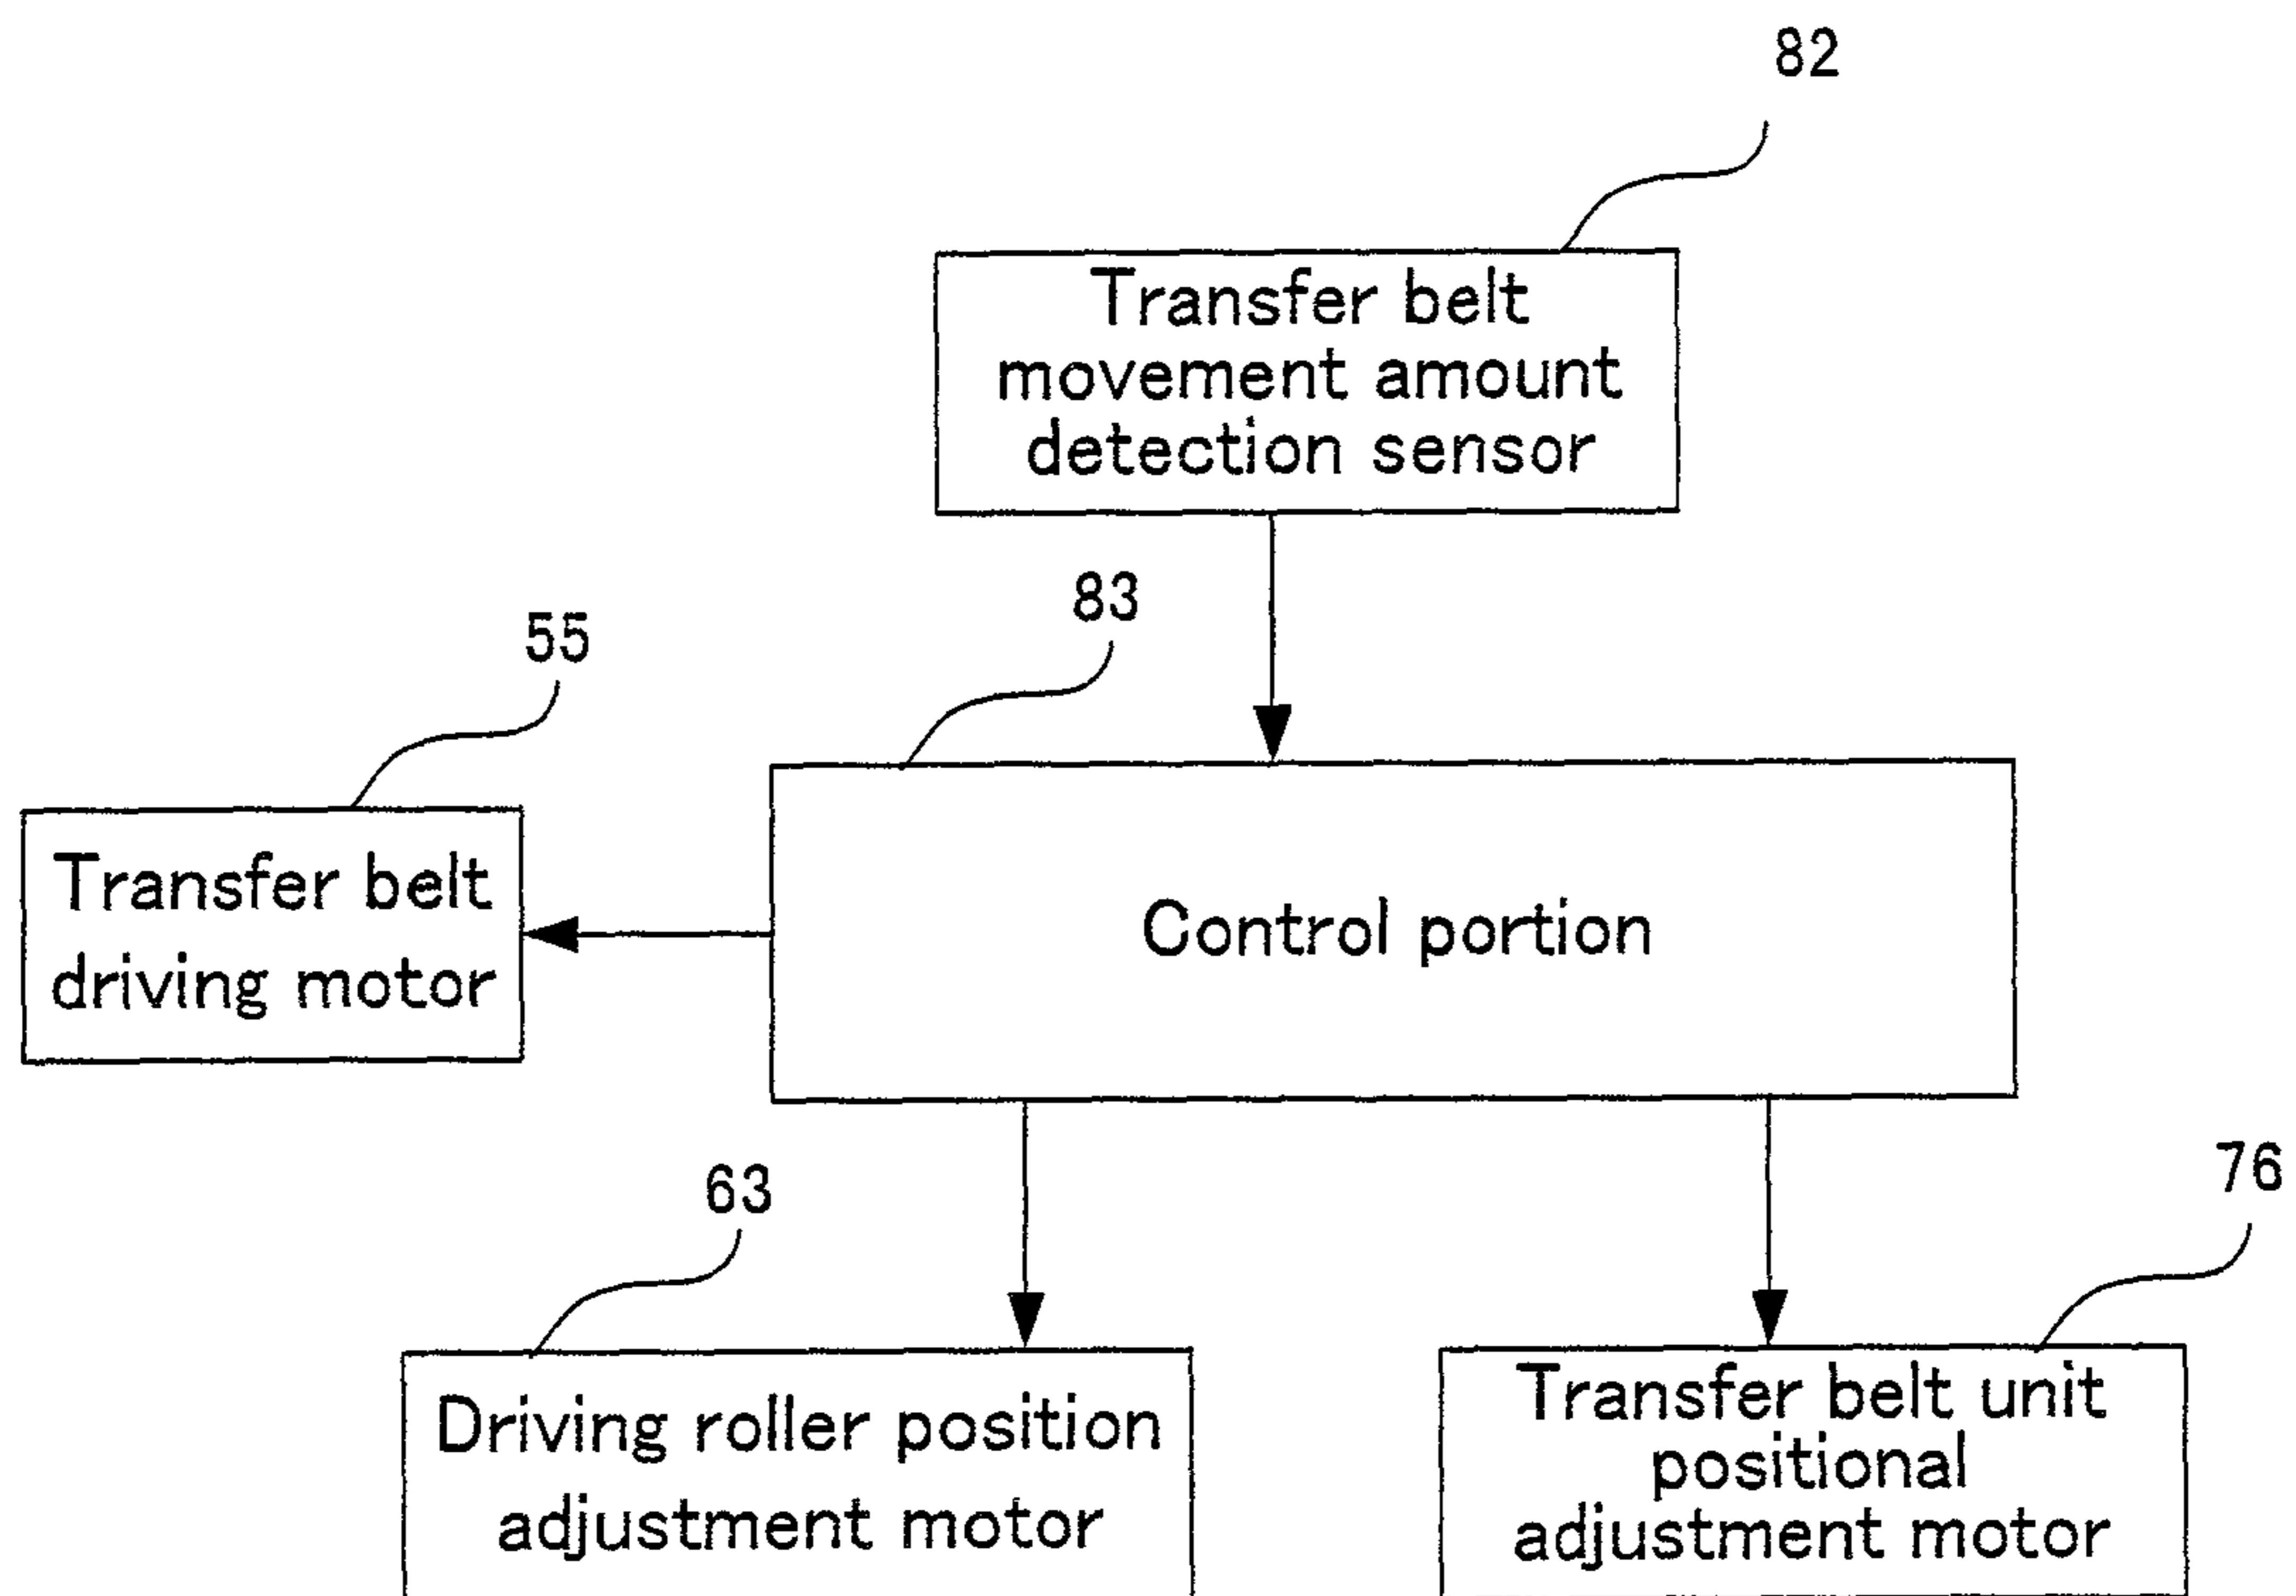 82
Transfer belt
movement amount
detection sensor
83
55
Transfer belt
driving motor
Control portion
63
76
Driving roller position
adjustment motor
Transfer belt unit
positional
adjustment motor